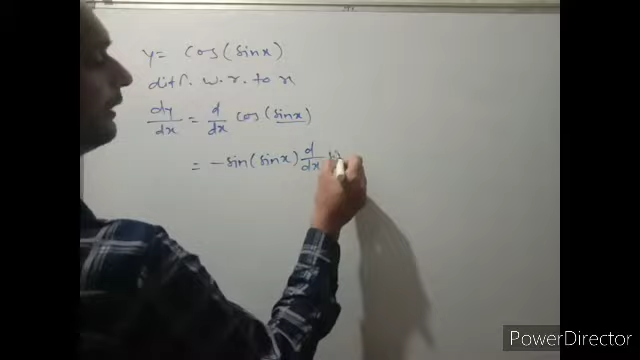 y = cos(sinx)
diff. w.r. to x
dy/dx = d/dx cos(sinx)
= -sin(sinx) d/dx
PowerDirector